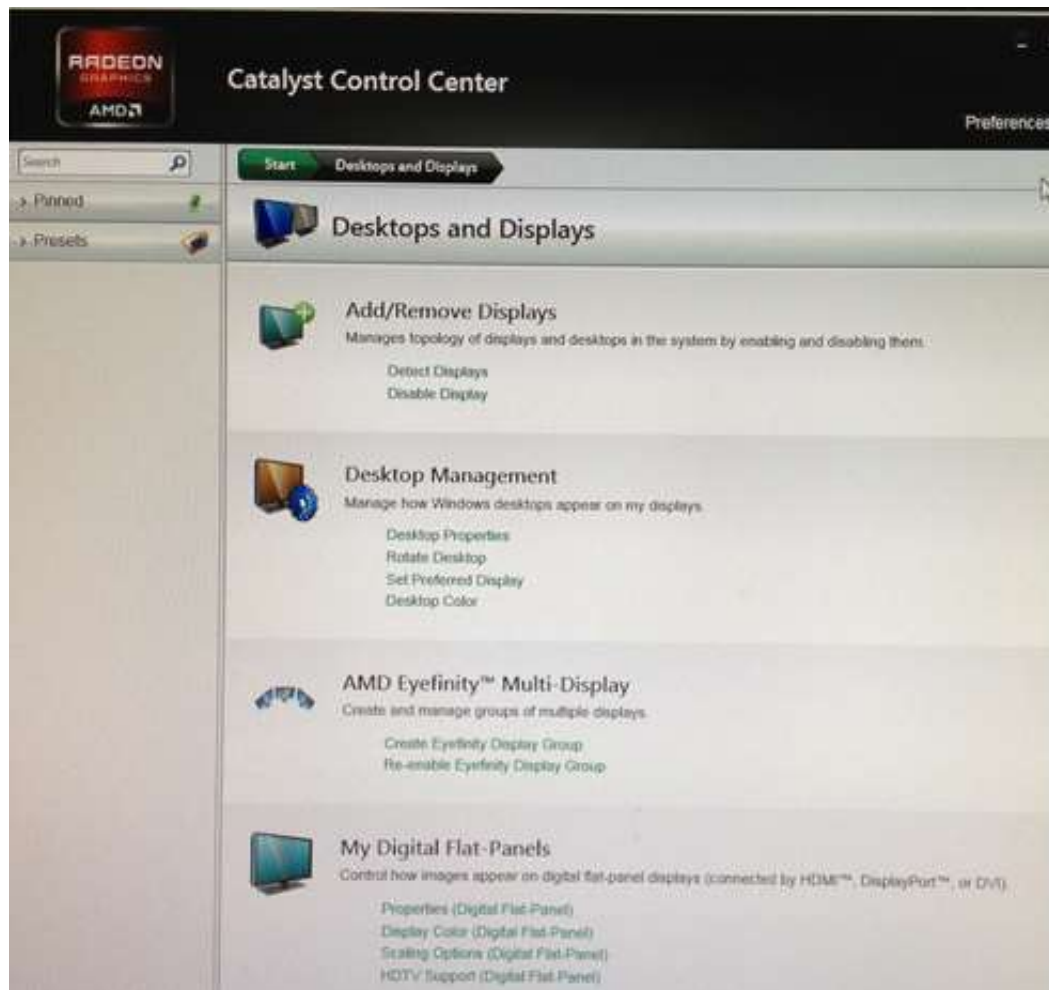 RADEON
GRAPHICS
AMD
Catalyst Control Center
Preferences
Search
Start
Desktops and Displays
Pinned
Presets
Desktops and Displays
Add/Remove Displays
Manages topology of displays and desktops in the system by enabling and disabling them.
Detect Displays
Disable Display
Desktop Management
Manage how Windows desktops appear on my displays.
Desktop Properties
Rotate Desktop
Set Preferred Display
Desktop Color
AMD Eyefinity™ Multi-Display
Create and manage groups of multiple displays.
Create Eyefinity Display Group
Re-enable Eyefinity Display Group
My Digital Flat-Panels
Control how images appear on digital flat-panel displays (connected by HDMI™, DisplayPort™, or DVI).
Properties (Digital Flat-Panel)
Display Color (Digital Flat-Panel)
Scaling Options (Digital Flat-Panel)
HDTV Support (Digital Flat-Panel)